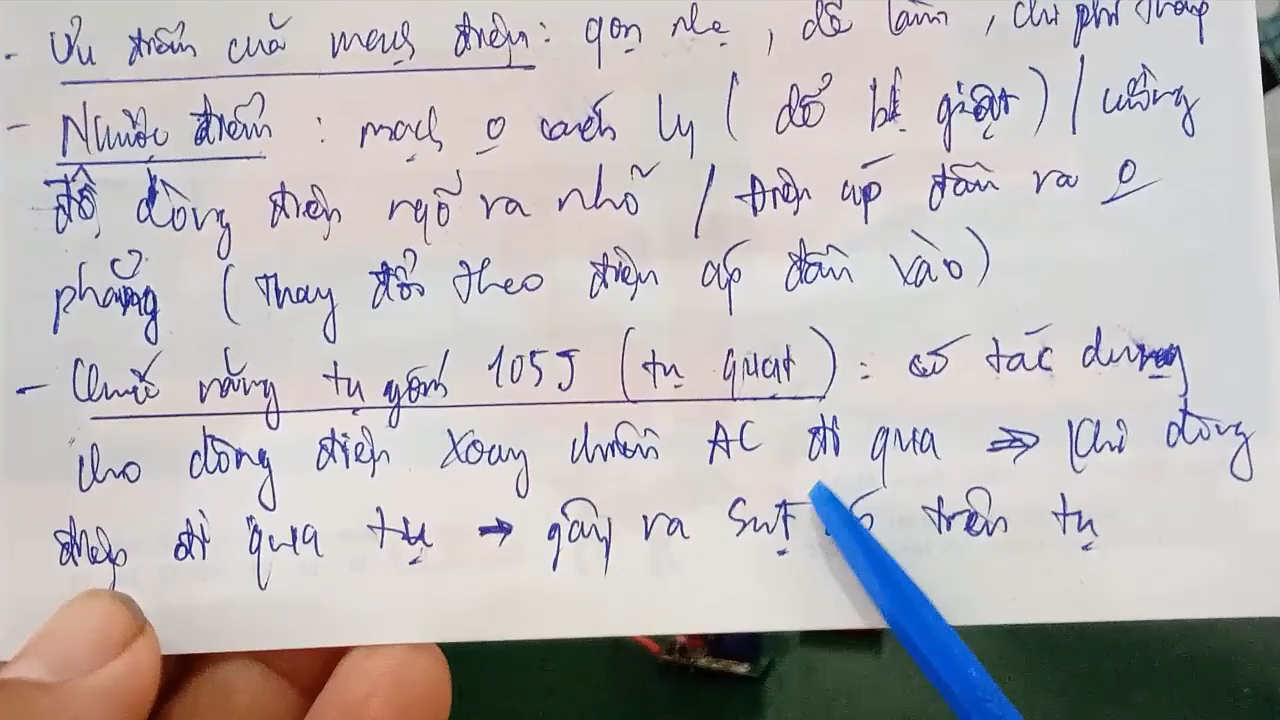 - Ưu điểm của mạch điện: gọn nhẹ, dễ làm, chi phí thấp
- Nhược điểm: mạch o cách ly (dễ bị giật) / cường
độ dòng điện ngõ ra nhỏ / điện áp đầu ra o
phẳng (Thay đổi theo điện áp đầu vào)
- Chức năng tụ gốm 105J (tụ quạt): có tác dụng
cho dòng điện xoay chiều AC đi qua ⇒ Khi dòng
điện đi qua tụ → gây ra sụt trên tụ